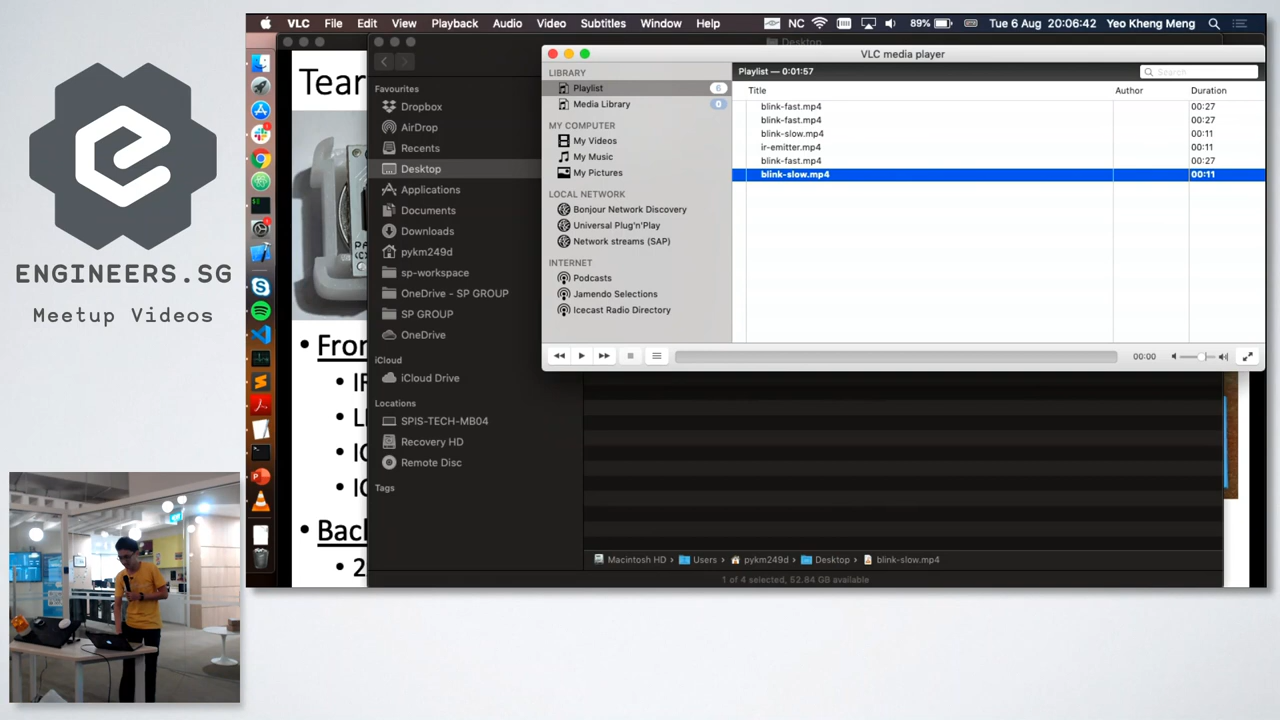 VLC File Edit View Playback Audio Video Subtitles Window Help NC 89% Tue 6 Aug 20:06:42 Yeo Kheng Meng
Desktop
VLC media player
LIBRARY
Playlist 6
Media Library 0
MY COMPUTER
My Videos
My Music
My Pictures
LOCAL NETWORK
Bonjour Network Discovery
Universal Plug'n'Play
Network streams (SAP)
INTERNET
Podcasts
Jamendo Selections
Icecast Radio Directory
Playlist — 0:01:57
Search
Title Author Duration
blink-fast.mp4 00:27
blink-fast.mp4 00:27
blink-slow.mp4 00:11
ir-emitter.mp4 00:11
blink-fast.mp4 00:27
blink-slow.mp4 00:11
00:00
Favourites
Dropbox
AirDrop
Recents
Desktop
Applications
Documents
Downloads
pykm249d
sp-workspace
OneDrive - SP GROUP
SP GROUP
OneDrive
iCloud
iCloud Drive
Locations
SPIS-TECH-MB04
Recovery HD
Remote Disc
Tags
Macintosh HD › Users › pykm249d › Desktop › blink-slow.mp4
1 of 4 selected, 52.84 GB available
Tear
• Fron
• Bac
• 2
ENGINEERS.SG
Meetup Videos